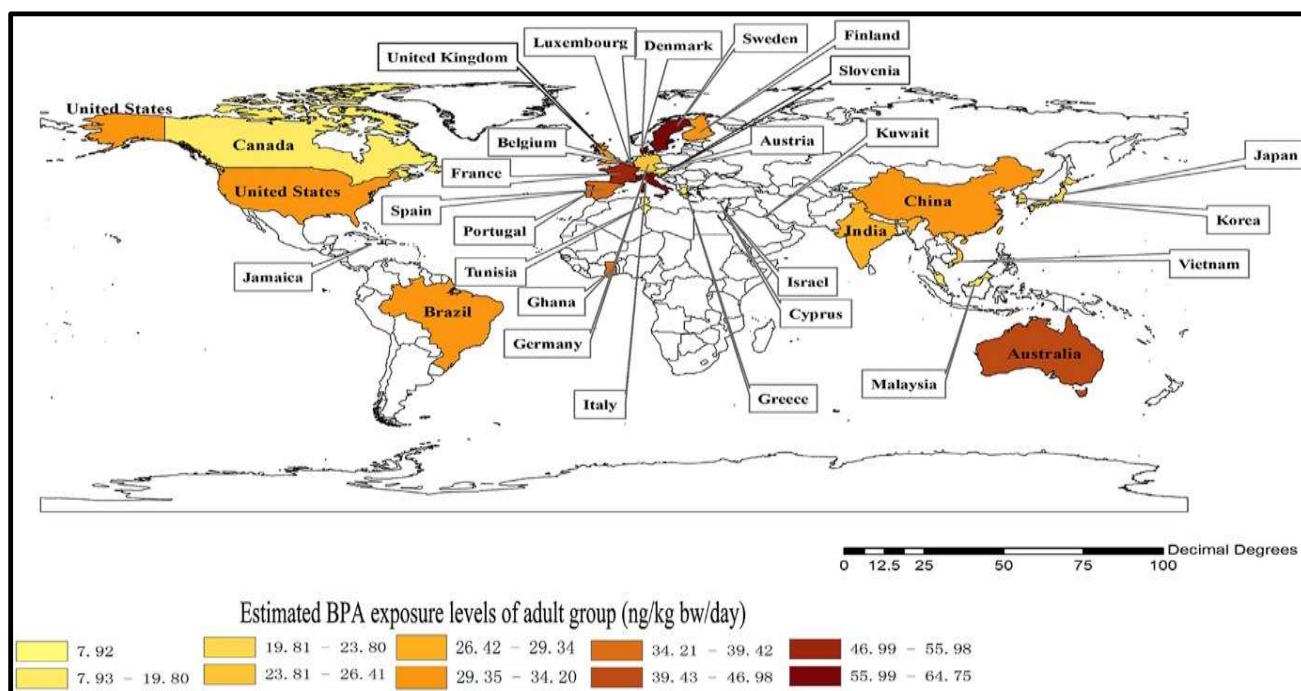 Luxembourg
Denmark
Sweden
Finland
United Kingdom
Slovenia
United States
Canada
Belgium
Austria
Kuwait
Japan
France
United States
China
Spain
India
Korea
Portugal
Jamaica
Tunisia
Israel
Vietnam
Ghana
Brazil
Cyprus
Germany
Australia
Malaysia
Italy
Greece
Decimal Degrees
0 12.5 25 50 75 100
Estimated BPA exposure levels of adult group (ng/kg bw/day)
7.92 19.81 - 23.80 26.42 - 29.34 34.21 - 39.42 46.99 - 55.98
7.93 - 19.80 23.81 - 26.41 29.35 - 34.20 39.43 - 46.98 55.99 - 64.75